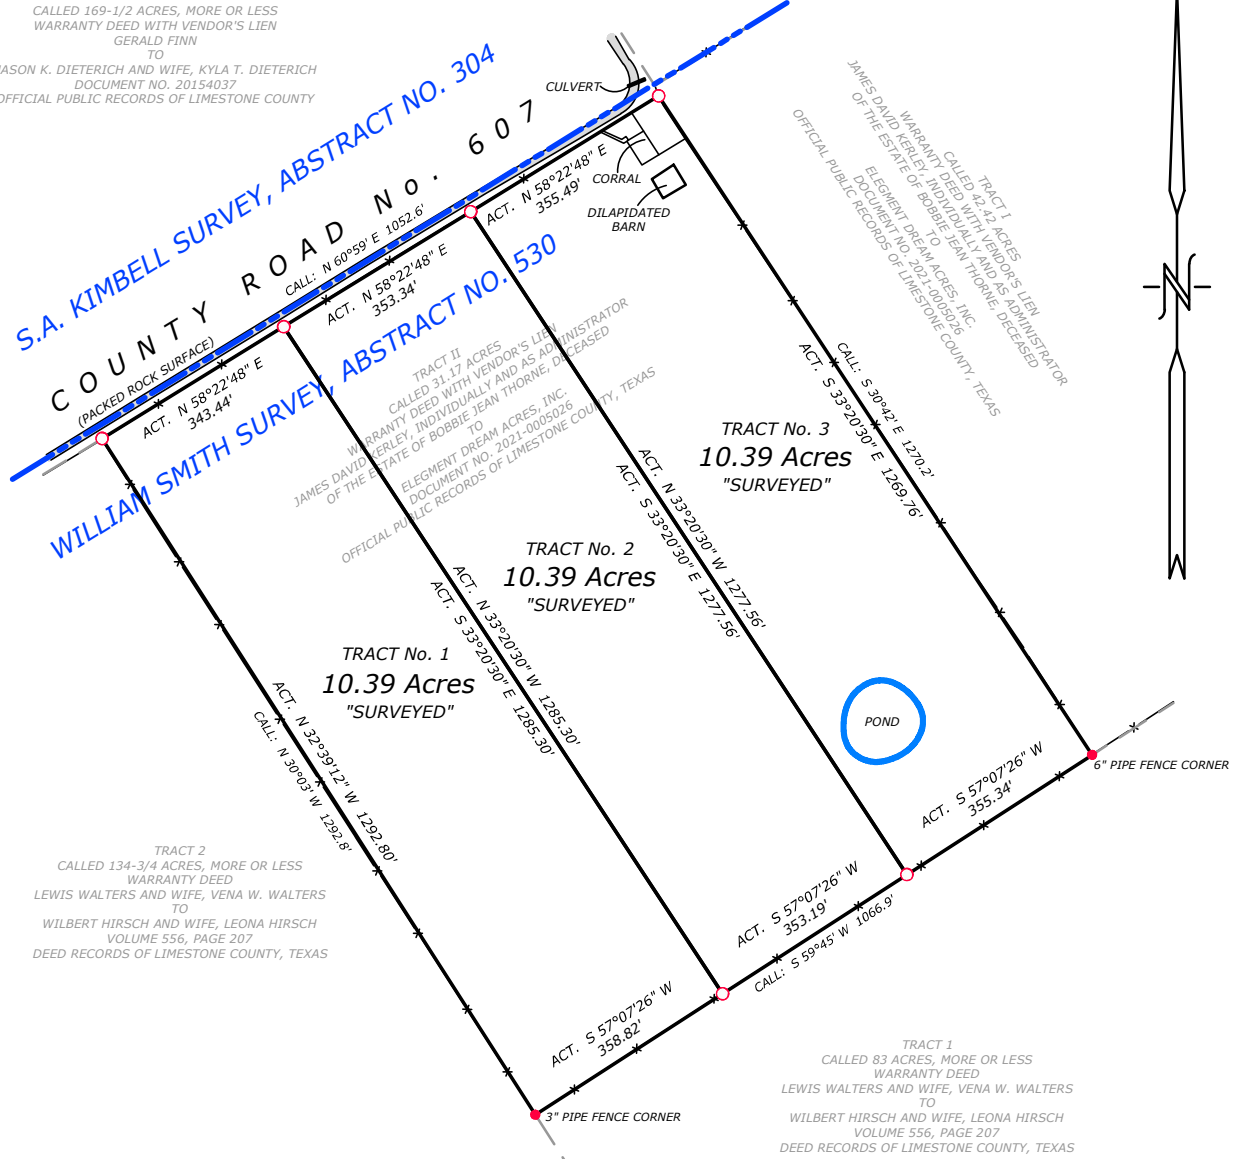 CALLED 169-1/2 ACRES, MORE OR LESS
WARRANTY DEED WITH VENDOR'S LIEN
GERALD FINN
TO
JASON K. DIETERICH AND WIFE, KYLA T. DIETERICH
DOCUMENT NO. 20154037
OFFICIAL PUBLIC RECORDS OF LIMESTONE COUNTY
S.A. KIMBELL SURVEY, ABSTRACT NO. 304
COUNTY ROAD No. 607
(PACKED ROCK SURFACE)
CALL: N 60°59' E 1052.6'
WILLIAM SMITH SURVEY, ABSTRACT NO. 530
CULVERT
CORRAL
DILAPIDATED
BARN
ACT. N 58°22'48" E
355.49'
ACT. N 58°22'48" E
353.34'
ACT. N 58°22'48" E
343.44'
TRACT I
CALLED 42.42 ACRES
WARRANTY DEED WITH VENDOR'S LIEN
JAMES DAVID KERLEY, INDIVIDUALLY AND AS ADMINISTRATOR
OF THE ESTATE OF BOBBIE JEAN THORNE, DECEASED
TO
ELEGMENT DREAM ACRES, INC.
DOCUMENT NO. 2021-0005026
OFFICIAL PUBLIC RECORDS OF LIMESTONE COUNTY, TEXAS
N
TRACT II
CALLED 31.17 ACRES
WARRANTY DEED WITH VENDOR'S LIEN
JAMES DAVID KERLEY, INDIVIDUALLY AND AS ADMINISTRATOR
OF THE ESTATE OF BOBBIE JEAN THORNE, DECEASED
TO
ELEGMENT DREAM ACRES, INC.
DOCUMENT NO. 2021-0005026
OFFICIAL PUBLIC RECORDS OF LIMESTONE COUNTY, TEXAS
CALL: S 30°42' E 1270.2'
ACT. S 33°20'30" E 1269.76'
TRACT No. 3
10.39 Acres
"SURVEYED"
ACT. N 33°20'30" W 1277.56'
ACT. S 33°20'30" E 1277.56'
TRACT No. 2
10.39 Acres
"SURVEYED"
ACT. N 33°20'30" W 1285.30'
ACT. S 33°20'30" E 1285.30'
TRACT No. 1
10.39 Acres
"SURVEYED"
ACT. N 32°39'12" W 1292.80'
CALL: N 30°03' W 1292.8'
POND
6" PIPE FENCE CORNER
ACT. S 57°07'26" W
355.34'
ACT. S 57°07'26" W
353.19'
CALL: S 59°45' W 1066.9'
ACT. S 57°07'26" W
358.82'
3" PIPE FENCE CORNER
TRACT 2
CALLED 134-3/4 ACRES, MORE OR LESS
WARRANTY DEED
LEWIS WALTERS AND WIFE, VENA W. WALTERS
TO
WILBERT HIRSCH AND WIFE, LEONA HIRSCH
VOLUME 556, PAGE 207
DEED RECORDS OF LIMESTONE COUNTY, TEXAS
TRACT 1
CALLED 83 ACRES, MORE OR LESS
WARRANTY DEED
LEWIS WALTERS AND WIFE, VENA W. WALTERS
TO
WILBERT HIRSCH AND WIFE, LEONA HIRSCH
VOLUME 556, PAGE 207
DEED RECORDS OF LIMESTONE COUNTY, TEXAS